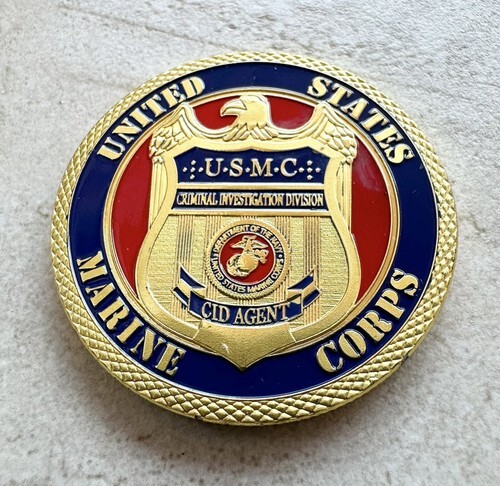 UNITED STATES
MARINE CORPS
U·S·M·C
CRIMINAL INVESTIGATION DIVISION
DEPARTMENT OF THE NAVY
UNITED STATES MARINE CORPS
CID AGENT